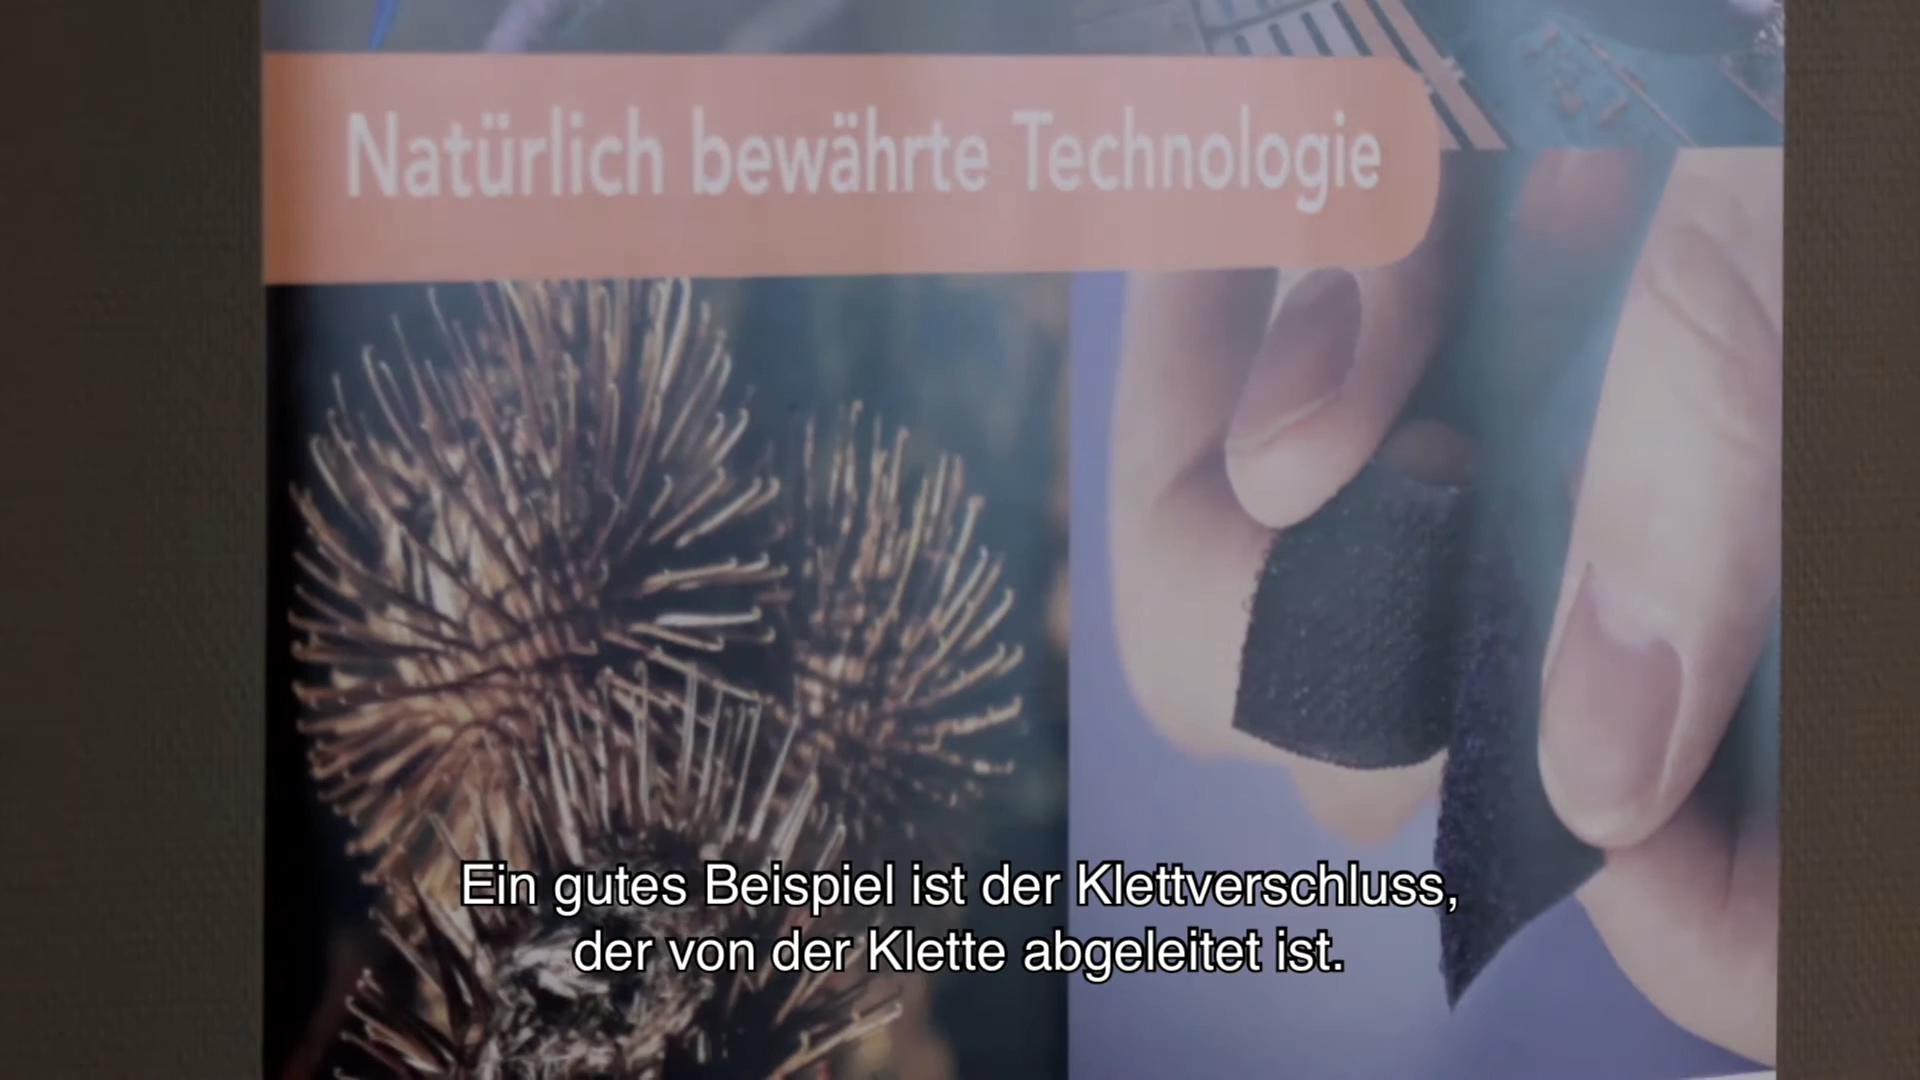 Natürlich bewährte Technologie
Ein gutes Beispiel ist der Klettverschluss,
der von der Klette abgeleitet ist.